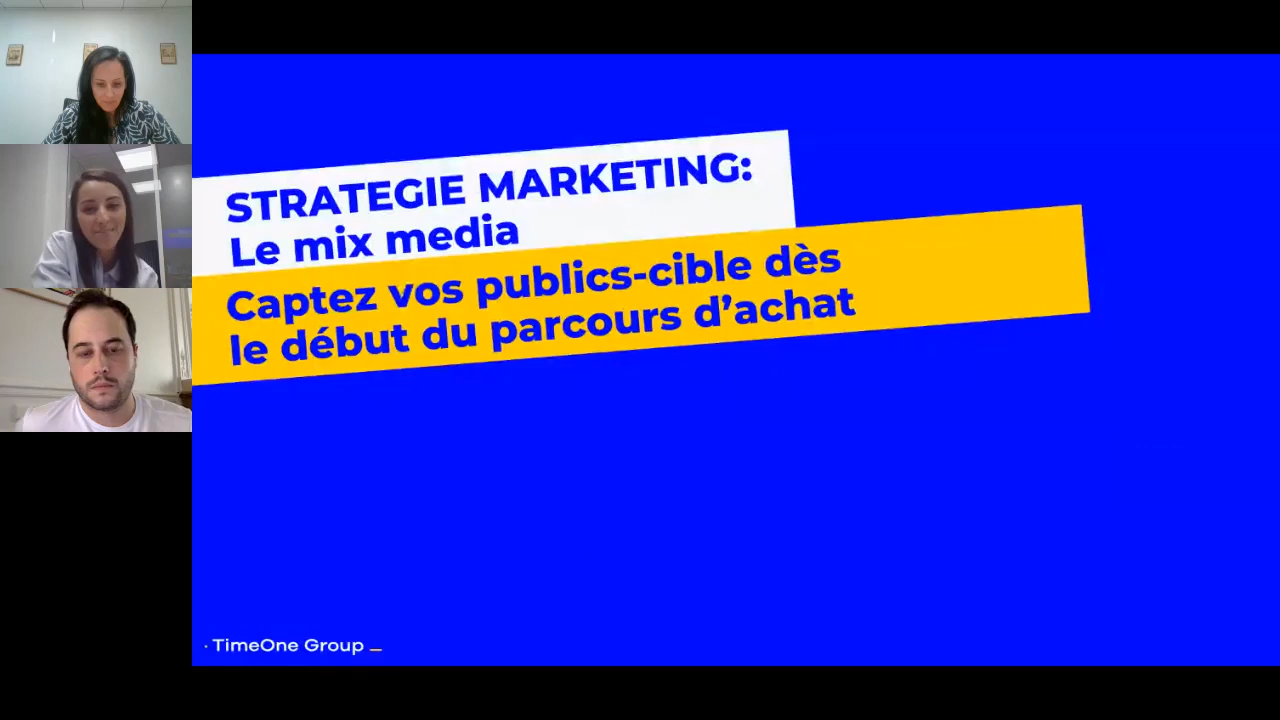 STRATEGIE MARKETING:
Le mix media
Captez vos publics-cible dès
le début du parcours d’achat
· TimeOne Group _